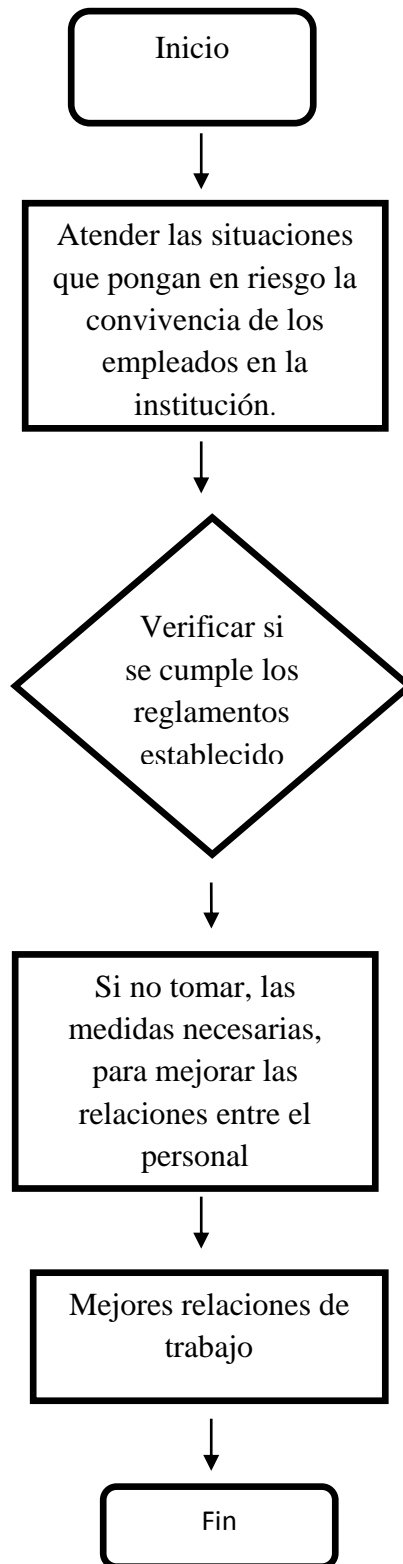 Inicio
Atender las situaciones
que pongan en riesgo la
convivencia de los
empleados en la
institución.
Verificar si
se cumple los
reglamentos
establecido
Si no tomar, las
medidas necesarias,
para mejorar las
relaciones entre el
personal
Mejores relaciones de
trabajo
Fin